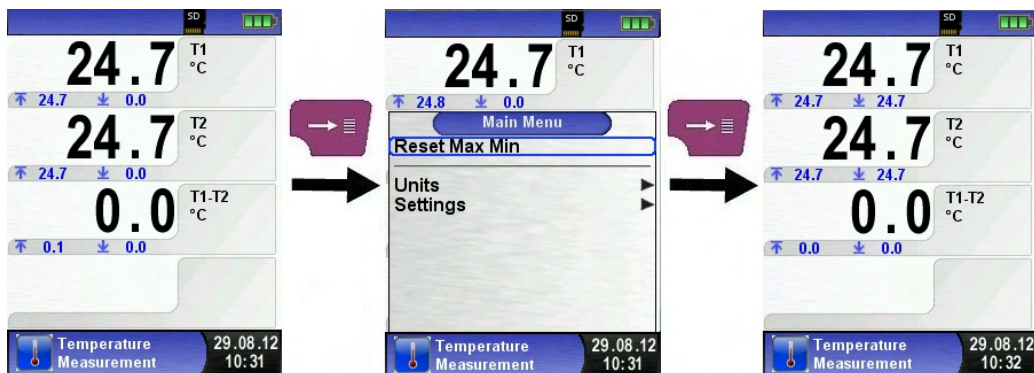 SD
24.7 T1
°C
24.7 0.0
24.7 T2
°C
24.7 0.0
0.0 T1-T2
°C
0.1 0.0
Temperature
Measurement
29.08.12
10:31
SD
24.7 T1
°C
24.8 0.0
Main Menu
Reset Max Min
Units
Settings
Temperature
Measurement
29.08.12
10:31
SD
24.7 T1
°C
24.7 24.7
24.7 T2
°C
24.7 24.7
0.0 T1-T2
°C
0.0 0.0
Temperature
Measurement
29.08.12
10:32